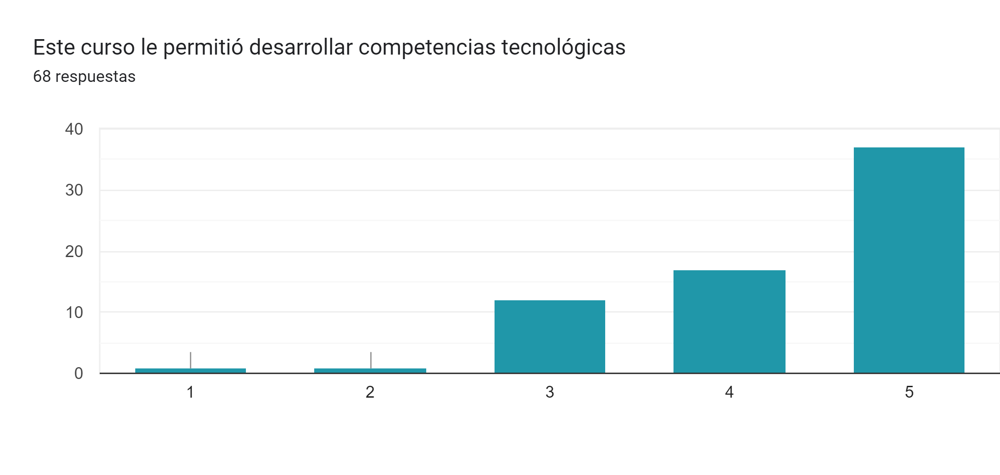 Este curso le permitió desarrollar competencias tecnológicas
68 respuestas
40
30
20
10
0
1 2 3 4 5